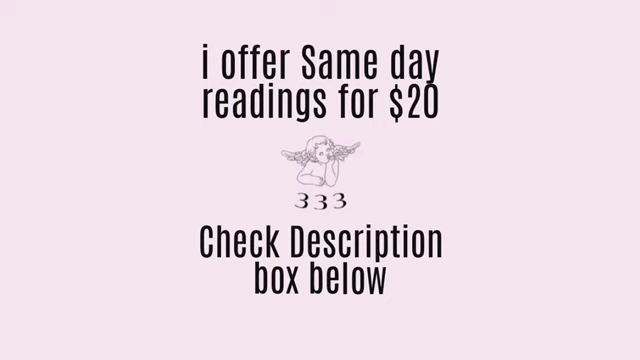 i offer Same day
readings for $20
333
Check Description
box below